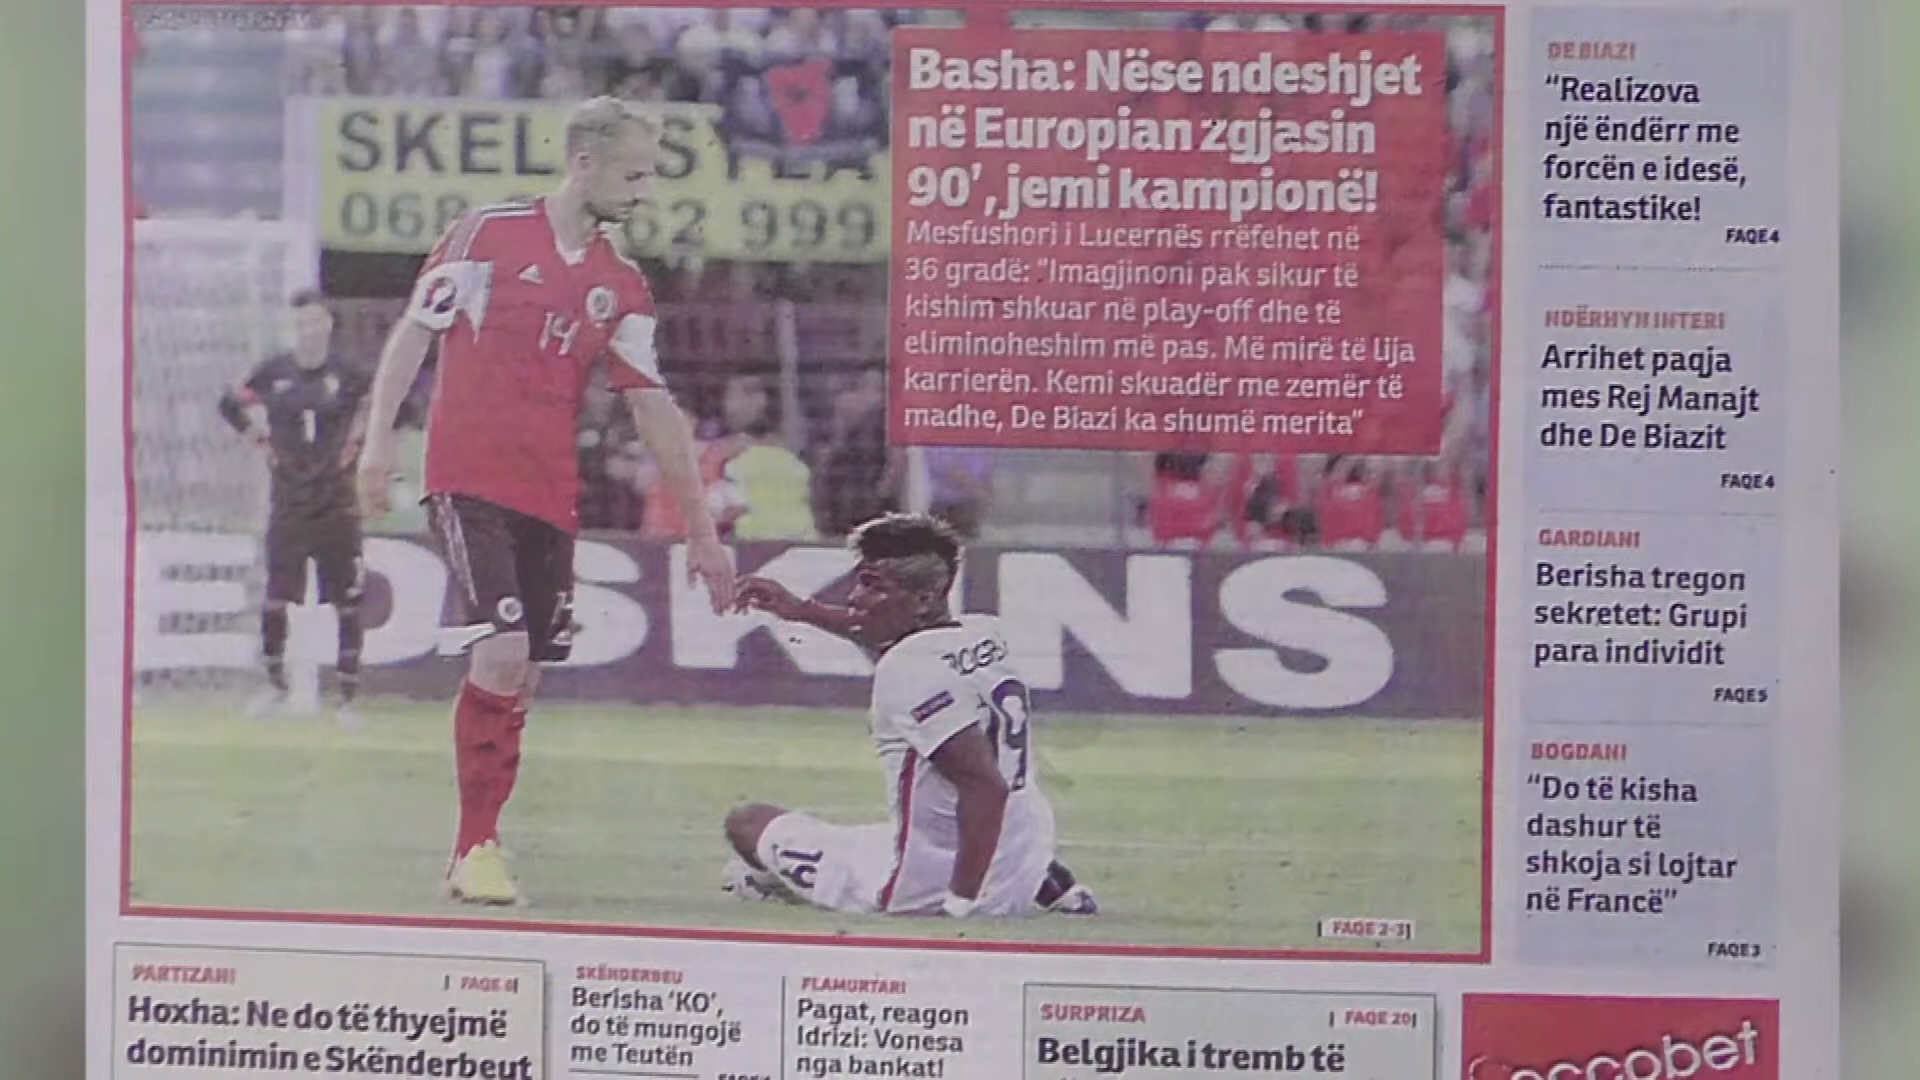 Basha: Nëse ndeshjet
në Europian zgjasin
90', jemi kampionë!
Mesfushori i Lucernës rrëfehet në
36 gradë: "Imagjinoni pak sikur të
kishim shkuar në play-off dhe të
eliminoheshim më pas. Më mirë të lija
karrierën. Kemi skuadër me zemër të
madhe, De Biazi ka shumë merita"
SKEL
068 62 999
14
1
19
19
FAQE 2-3
DE BIAZI
"Realizova
një ëndërr me
forcën e idesë,
fantastike!
FAQE 4
NDËRHYN INTERI
Arrihet paqja
mes Rej Manajt
dhe De Biazit
FAQE 4
GARDIANI
Berisha tregon
sekretet: Grupi
para individit
FAQE 5
BOGDANI
"Do të kisha
dashur të
shkoja si lojtar
në Francë"
FAQE 3
PARTIZANI
FAQE 6
Hoxha: Ne do të thyejmë
dominimin e Skënderbeut
SKËNDERBEU
Berisha 'KO',
do të mungojë
me Teutën
FLAMURTARI
Pagat, reagon
Idrizi: Vonesa
nga bankat!
SURPRIZA
FAQE 20
Belgjika i tremb të